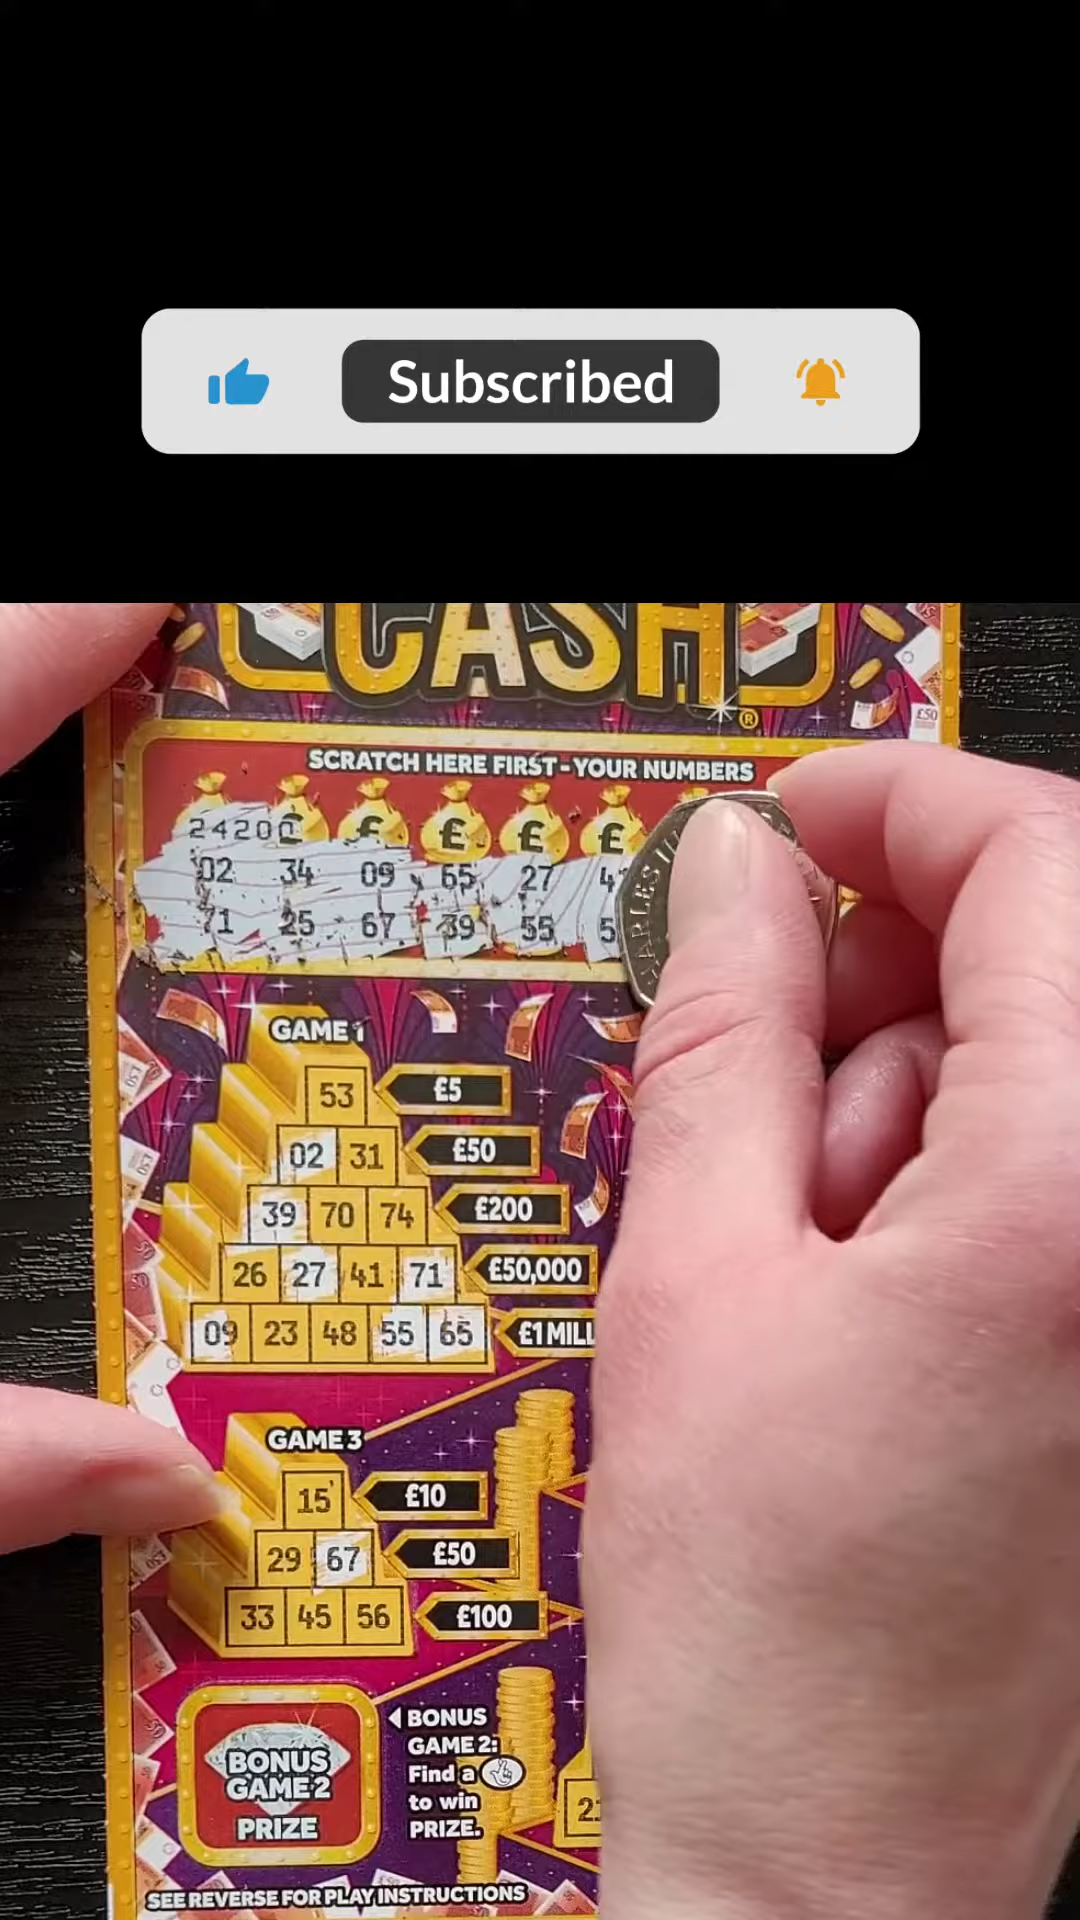 Subscribed
CASH
®
£50
SCRATCH HERE FIRST - YOUR NUMBERS
24200
£ £ £ £ £
02 34 09 65 27
71 25 67 39 55
GAME 1
53 £5
02 31 £50
39 70 74 £200
26 27 41 71 £50,000
09 23 48 55 65 £1 MILL
GAME 3
15 £10
29 67 £50
33 45 56 £100
BONUS
GAME 2
PRIZE
BONUS
GAME 2:
Find a
to win
PRIZE.
SEE REVERSE FOR PLAY INSTRUCTIONS